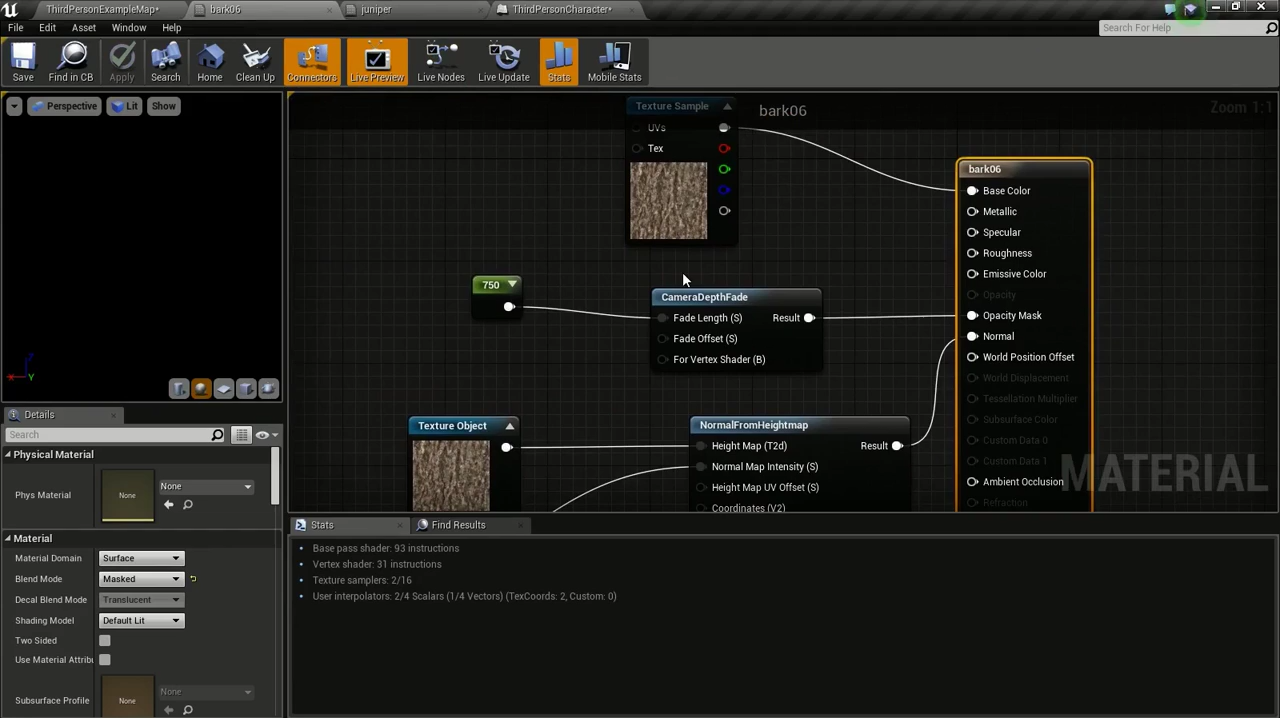 ThirdPersonExampleMap*
bark06
juniper
ThirdPersonCharacter*
File
Edit
Asset
Window
Help
Search For Help
Save
Find in CB
Apply
Search
Home
Clean Up
Connectors
Live Preview
Live Nodes
Live Update
Stats
Mobile Stats
Perspective
Lit
Show
Texture Sample
bark06
Zoom 1:1
UVs
Tex
bark06
Base Color
Metallic
Specular
Roughness
Emissive Color
Opacity
Opacity Mask
Normal
World Position Offset
World Displacement
Tessellation Multiplier
Subsurface Color
Custom Data 0
Custom Data 1
Ambient Occlusion
Refraction
750
CameraDepthFade
Fade Length (S)
Result
Fade Offset (S)
For Vertex Shader (B)
Texture Object
NormalFromHeightmap
Height Map (T2d)
Result
Normal Map Intensity (S)
Height Map UV Offset (S)
Coordinates (V2)
MATERIAL
X
Y
Z
Details
Search
Physical Material
Phys Material
None
None
Material
Material Domain
Surface
Blend Mode
Masked
Decal Blend Mode
Translucent
Shading Model
Default Lit
Two Sided
Use Material Attribu
Subsurface Profile
None
None
Stats
Find Results
Base pass shader: 93 instructions
Vertex shader: 31 instructions
Texture samplers: 2/16
User interpolators: 2/4 Scalars (1/4 Vectors) (TexCoords: 2, Custom: 0)